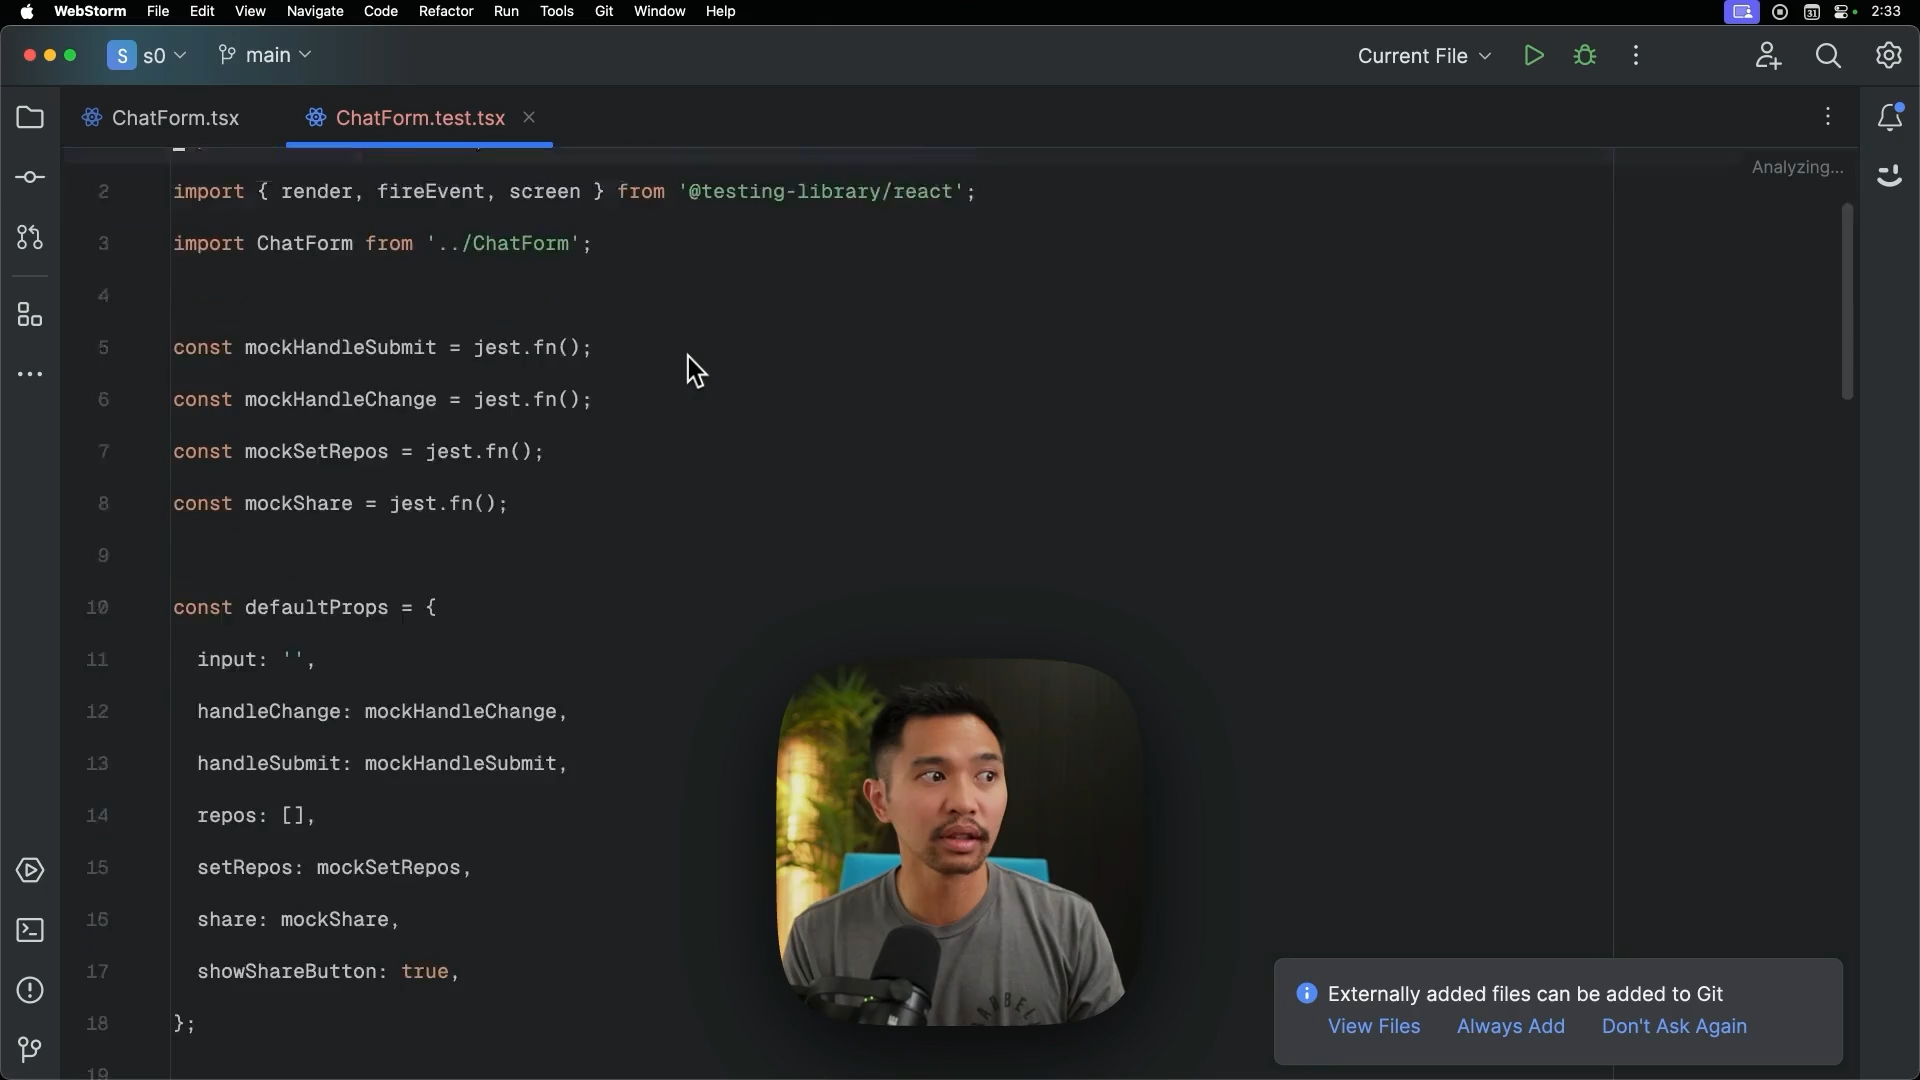 WebStorm File Edit View Navigate Code Refactor Run Tools Git Window Help 31 2:33
S s0 main Current File
ChatForm.tsx ChatForm.test.tsx
Analyzing...
2 import { render, fireEvent, screen } from '@testing-library/react';
3 import ChatForm from '../ChatForm';
4
5 const mockHandleSubmit = jest.fn();
6 const mockHandleChange = jest.fn();
7 const mockSetRepos = jest.fn();
8 const mockShare = jest.fn();
9
10 const defaultProps = {
11 input: '',
12 handleChange: mockHandleChange,
13 handleSubmit: mockHandleSubmit,
14 repos: [],
15 setRepos: mockSetRepos,
16 share: mockShare,
17 showShareButton: true,
18 };
19
Externally added files can be added to Git
View Files Always Add Don't Ask Again